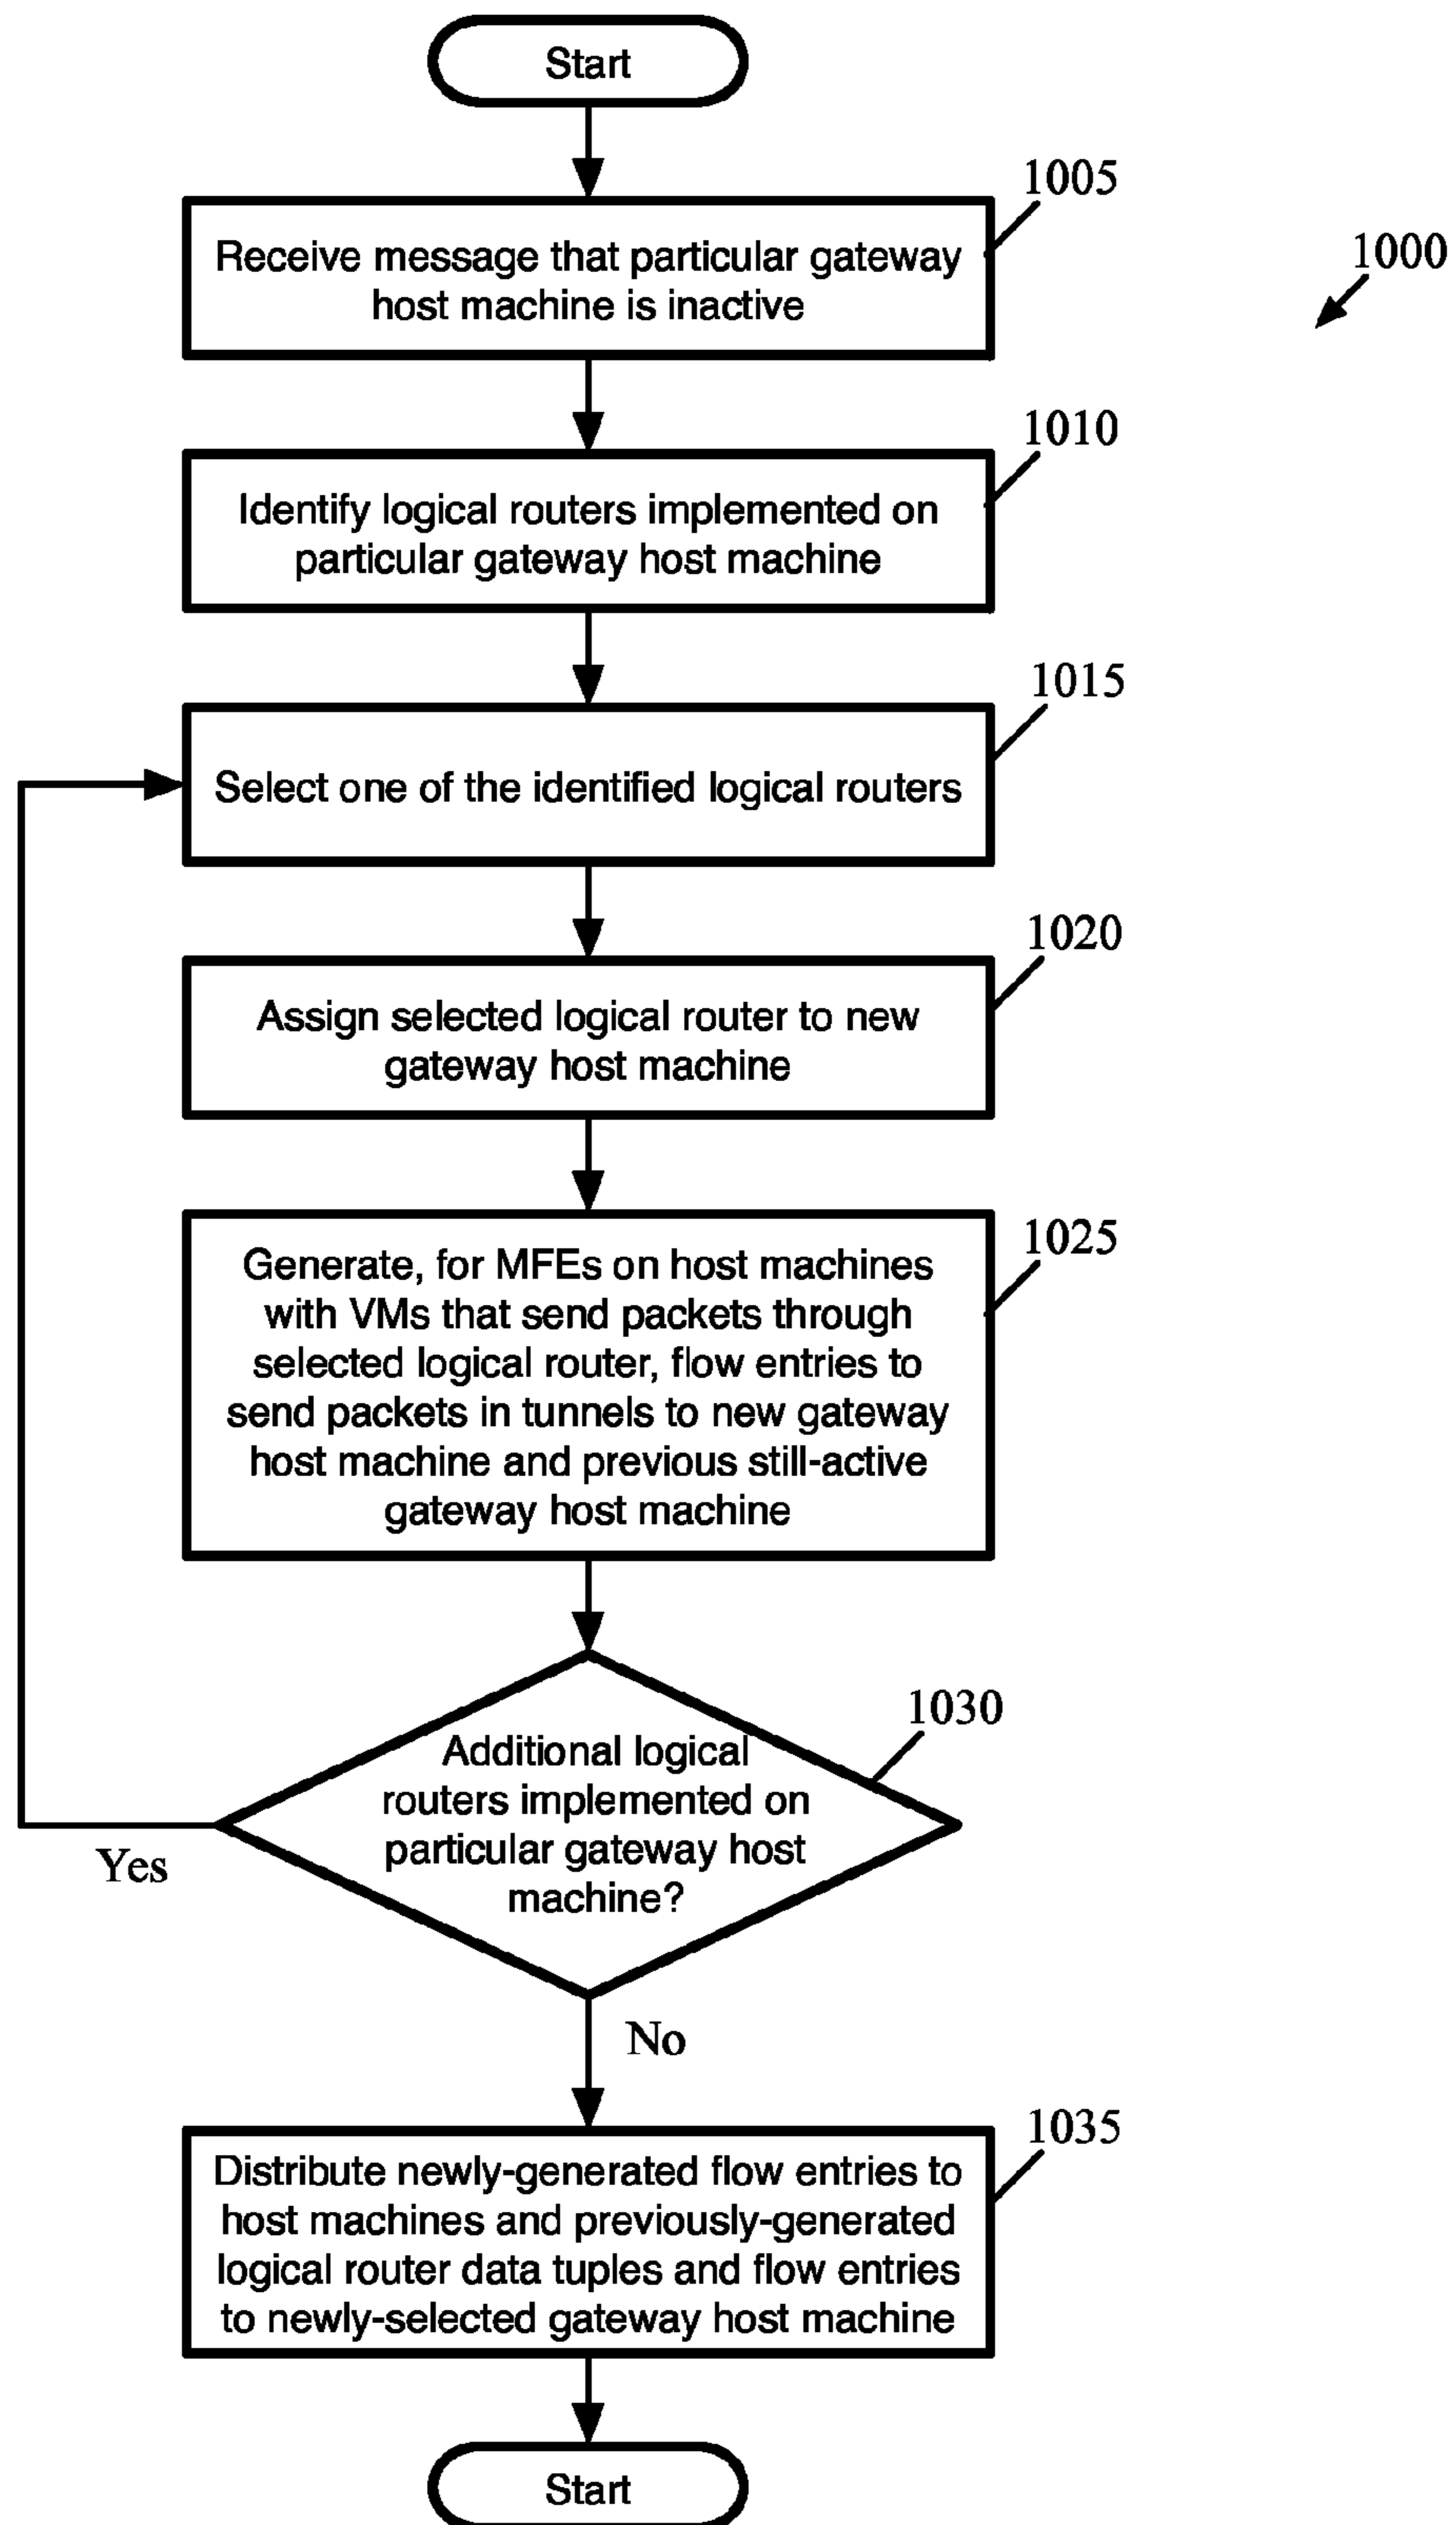 Start
1005
Receive message that particular gateway
host machine is inactive
1000
1010
Identify logical routers implemented on
particular gateway host machine
1015
Select one of the identified logical routers
1020
Assign selected logical router to new
gateway host machine
1025
Generate, for MFEs on host machines
with VMs that send packets through
selected logical router, flow entries to
send packets in tunnels to new gateway
host machine and previous still-active
gateway host machine
1030
Additional logical
routers implemented on
particular gateway host
machine?
Yes
No
1035
Distribute newly-generated flow entries to
host machines and previously-generated
logical router data tuples and flow entries
to newly-selected gateway host machine
Start